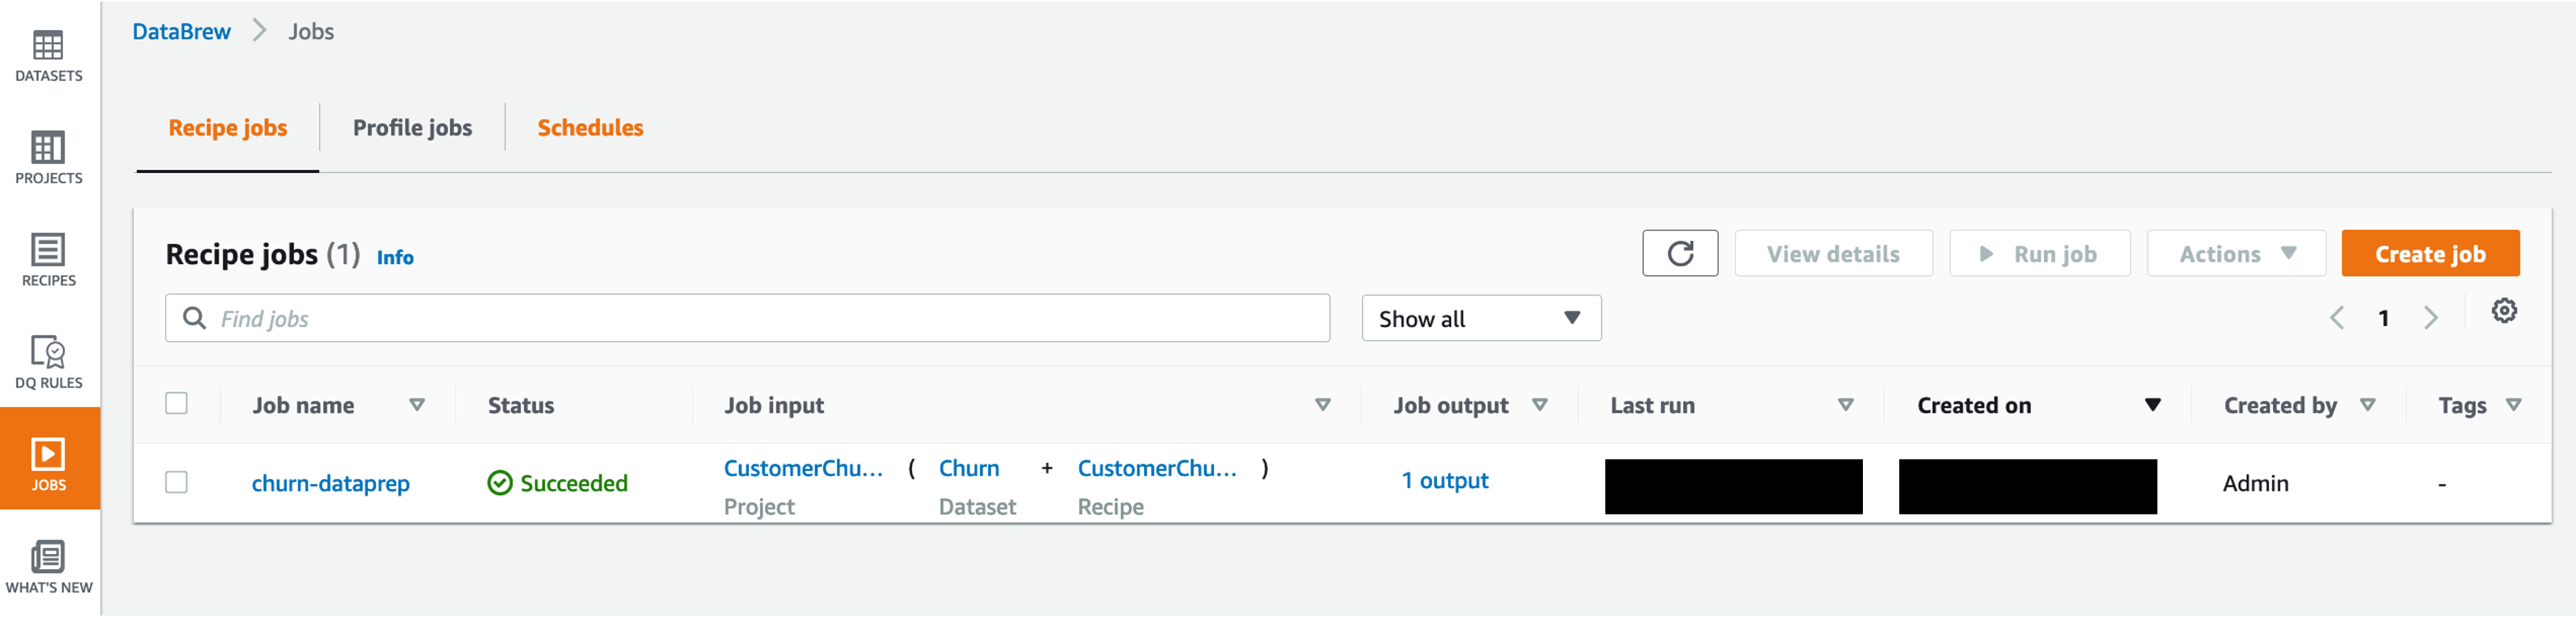 DATASETS
PROJECTS
RECIPES
DQ RULES
JOBS
WHAT'S NEW
DataBrew Jobs
Recipe jobs Profile jobs Schedules
Recipe jobs (1) Info
View details Run job Actions Create job
Find jobs Show all 1
Job name Status Job input Job output Last run Created on Created by Tags
churn-dataprep Succeeded CustomerChu... ( Churn + CustomerChu... ) 1 output Admin -
Project Dataset Recipe